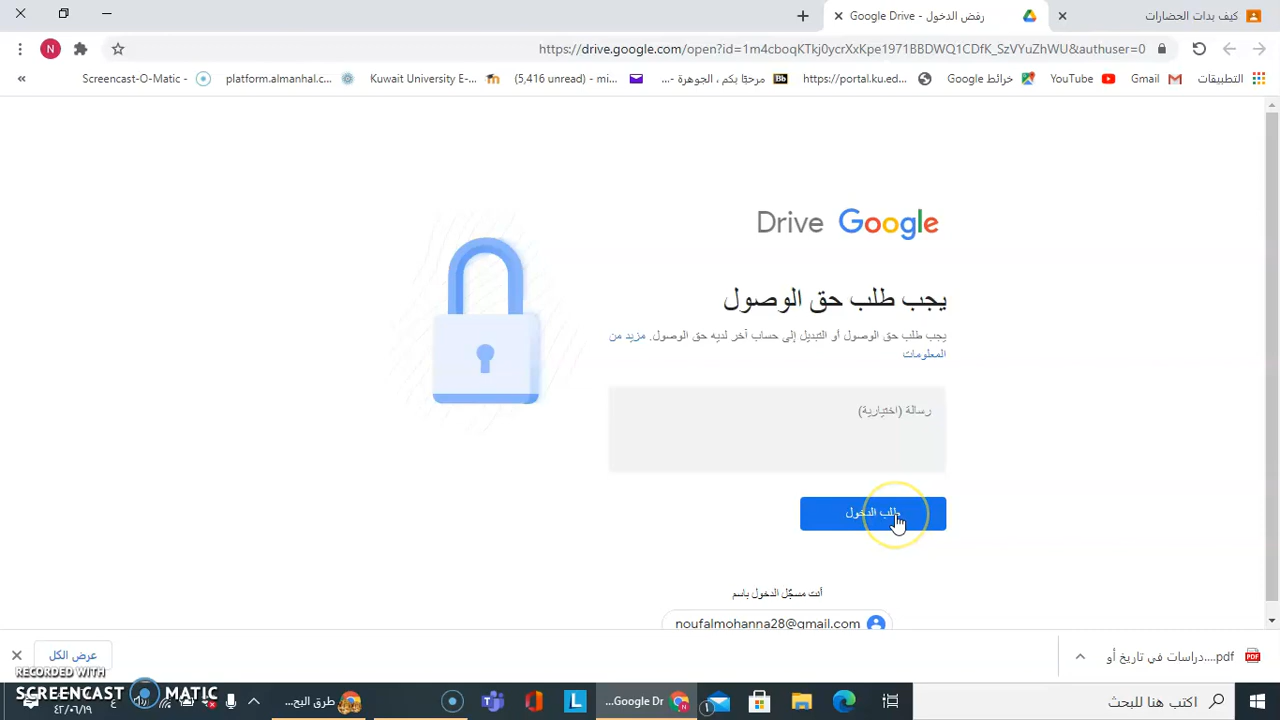 كيف بدات الحضارات
رفض الدخول - Google Drive
https://drive.google.com/open?id=1m4cboqKTkj0ycrXxKpe1971BBDWQ1CDfK_SzVYuZhWU&authuser=0
N
التطبيقات
Gmail
YouTube
خرائط Google
https://portal.ku.ed...
مرحبًا بكم ، الجوهرة -...
(5,416 unread) - mi...
Kuwait University E-...
platform.almanhal.c...
Screencast-O-Matic -
«
Google Drive
يجب طلب حق الوصول
يجب طلب حق الوصول أو التبديل إلى حساب آخر لديه حق الوصول. مزيد من
المعلومات
رسالة (اختيارية)
طلب الدخول
أنت مسجّل الدخول باسم
noufalmohanna28@gmail.com
دراسات في تاريخ أو....pdf
عرض الكل
RECORDED WITH
SCREENCAST MATIC
اكتب هنا للبحث
Google Dr...
طرق البح...
٤٢/٠٦/١٩